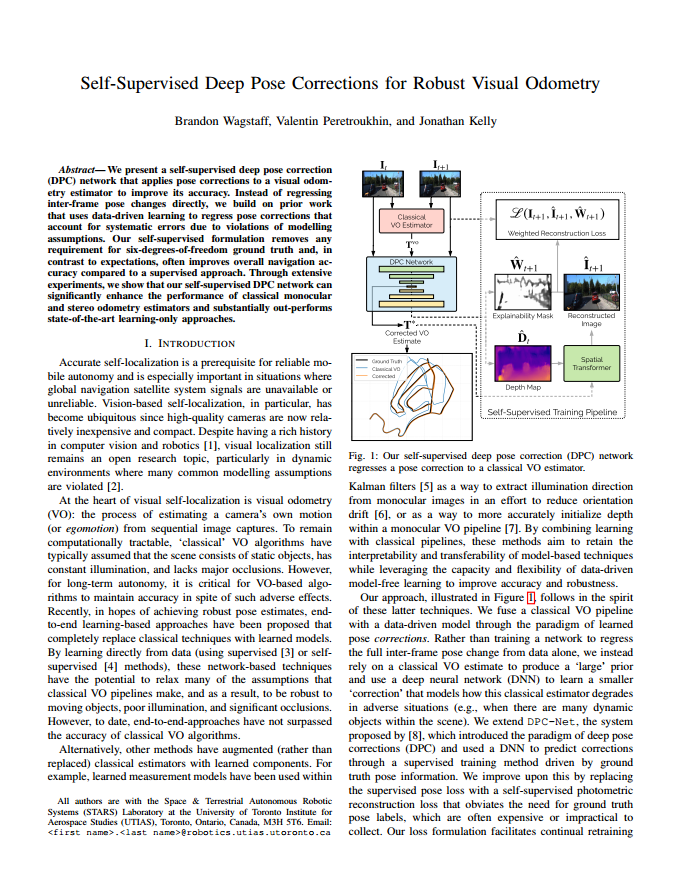 Self-Supervised Deep Pose Corrections for Robust Visual Odometry
Brandon Wagstaff, Valentin Peretroukhin, and Jonathan Kelly
Abstract—We present a self-supervised deep pose correction
(DPC) network that applies pose corrections to a visual odom-
etry estimator to improve its accuracy. Instead of regressing
inter-frame pose changes directly, we build on prior work
that uses data-driven learning to regress pose corrections that
account for systematic errors due to violations of modelling
assumptions. Our self-supervised formulation removes any
requirement for six-degrees-of-freedom ground truth and, in
contrast to expectations, often improves overall navigation ac-
curacy compared to a supervised approach. Through extensive
experiments, we show that our self-supervised DPC network can
significantly enhance the performance of classical monocular
and stereo odometry estimators and substantially out-performs
state-of-the-art learning-only approaches.
I. INTRODUCTION
Accurate self-localization is a prerequisite for reliable mo-
bile autonomy and is especially important in situations where
global navigation satellite system signals are unavailable or
unreliable. Vision-based self-localization, in particular, has
become ubiquitous since high-quality cameras are now rela-
tively inexpensive and compact. Despite having a rich history
in computer vision and robotics [1], visual localization still
remains an open research topic, particularly in dynamic
environments where many common modelling assumptions
are violated [2].
At the heart of visual self-localization is visual odometry
(VO): the process of estimating a camera's own motion
(or egomotion) from sequential image captures. To remain
computationally tractable, 'classical' VO algorithms have
typically assumed that the scene consists of static objects, has
constant illumination, and lacks major occlusions. However,
for long-term autonomy, it is critical for VO-based algo-
rithms to maintain accuracy in spite of such adverse effects.
Recently, in hopes of achieving robust pose estimates, end-
to-end learning-based approaches have been proposed that
completely replace classical techniques with learned models.
By learning directly from data (using supervised [3] or self-
supervised [4] methods), these network-based techniques
have the potential to relax many of the assumptions that
classical VO pipelines make, and as a result, to be robust to
moving objects, poor illumination, and significant occlusions.
However, to date, end-to-end-approaches have not surpassed
the accuracy of classical VO algorithms.
Alternatively, other methods have augmented (rather than
replaced) classical estimators with learned components. For
example, learned measurement models have been used within
All authors are with the Space & Terrestrial Autonomous Robotic
Systems (STARS) Laboratory at the University of Toronto Institute for
Aerospace Studies (UTIAS), Toronto, Ontario, Canada, M3H 5T6. Email:
<first name>.<last name>@robotics.utias.utoronto.ca
I_t
I_{t+1}
Classical
VO Estimator
T^{vo}
DPC Network
T*
Corrected VO
Estimate
Ground Truth
Classical VO
Corrected
ℒ(I_{t+1}, Î_{t+1}, Ŵ_{t+1})
Weighted Reconstruction Loss
Ŵ_{t+1}
Î_{t+1}
Explainability Mask
Reconstructed
Image
D̂_t
Depth Map
Spatial
Transformer
Self-Supervised Training Pipeline
Fig. 1: Our self-supervised deep pose correction (DPC) network
regresses a pose correction to a classical VO estimator.
Kalman filters [5] as a way to extract illumination direction
from monocular images in an effort to reduce orientation
drift [6], or as a way to more accurately initialize depth
within a monocular VO pipeline [7]. By combining learning
with classical pipelines, these methods aim to retain the
interpretability and transferability of model-based techniques
while leveraging the capacity and flexibility of data-driven
model-free learning to improve accuracy and robustness.
Our approach, illustrated in Figure 1, follows in the spirit
of these latter techniques. We fuse a classical VO pipeline
with a data-driven model through the paradigm of learned
pose corrections. Rather than training a network to regress
the full inter-frame pose change from data alone, we instead
rely on a classical VO estimate to produce a 'large' prior
and use a deep neural network (DNN) to learn a smaller
'correction' that models how this classical estimator degrades
in adverse situations (e.g., when there are many dynamic
objects within the scene). We extend DPC-Net, the system
proposed by [8], which introduced the paradigm of deep pose
corrections (DPC) and used a DNN to predict corrections
through a supervised training method driven by ground
truth pose information. We improve upon this by replacing
the supervised pose loss with a self-supervised photometric
reconstruction loss that obviates the need for ground truth
pose labels, which are often expensive or impractical to
collect. Our loss formulation facilitates continual retraining